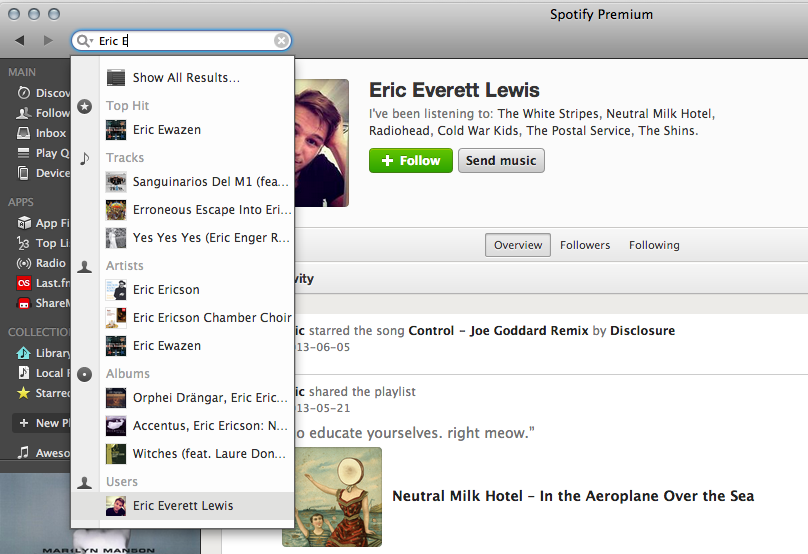 Spotify Premium
Eric E
MAIN
Discov
Follow
Inbox
Play Q
Device
APPS
App Fi
Top Li
Radio
Last.fm
ShareM
COLLECTION
Library
Local F
Starred
+ New Pl
Aweso
MARILYN MANSON
Show All Results...
Top Hit
Eric Ewazen
Tracks
Sanguinarios Del M1 (fea...
Erroneous Escape Into Eri...
Yes Yes Yes (Eric Enger R...
Artists
Eric Ericson
Eric Ericson Chamber Choir
Eric Ewazen
Albums
Orphei Drängar, Eric Eric...
Accentus, Eric Ericson: N...
Witches (feat. Laure Don...
Users
Eric Everett Lewis
Eric Everett Lewis
I've been listening to: The White Stripes, Neutral Milk Hotel,
Radiohead, Cold War Kids, The Postal Service, The Shins.
+ Follow
Send music
Overview
Followers
Following
vity
ic starred the song Control – Joe Goddard Remix by Disclosure
13-06-05
ic shared the playlist
13-05-21
o educate yourselves. right meow."
Neutral Milk Hotel – In the Aeroplane Over the Sea